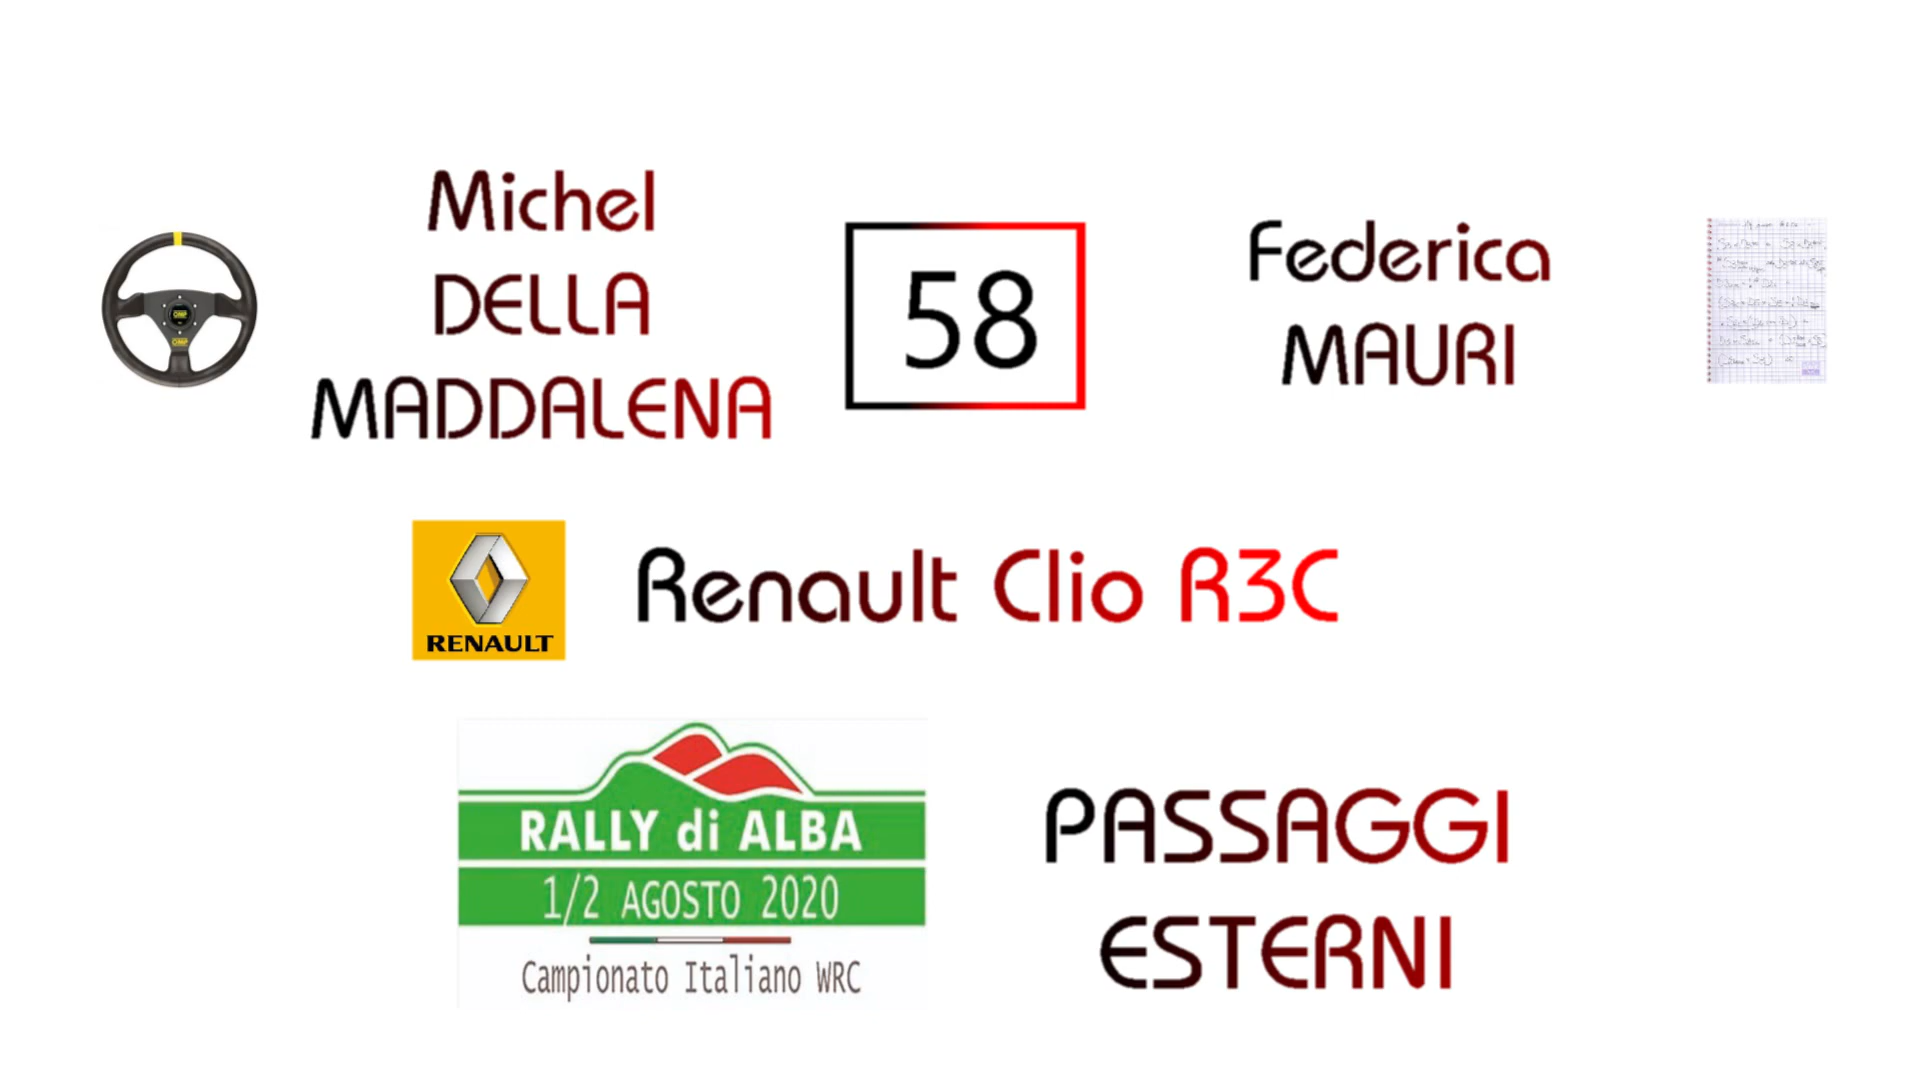 Michel
DELLA
MADDALENA
58
Federica
MAURI
RENAULT
Renault Clio R3C
RALLY di ALBA
1/2 AGOSTO 2020
Campionato Italiano WRC
PASSAGGI
ESTERNI